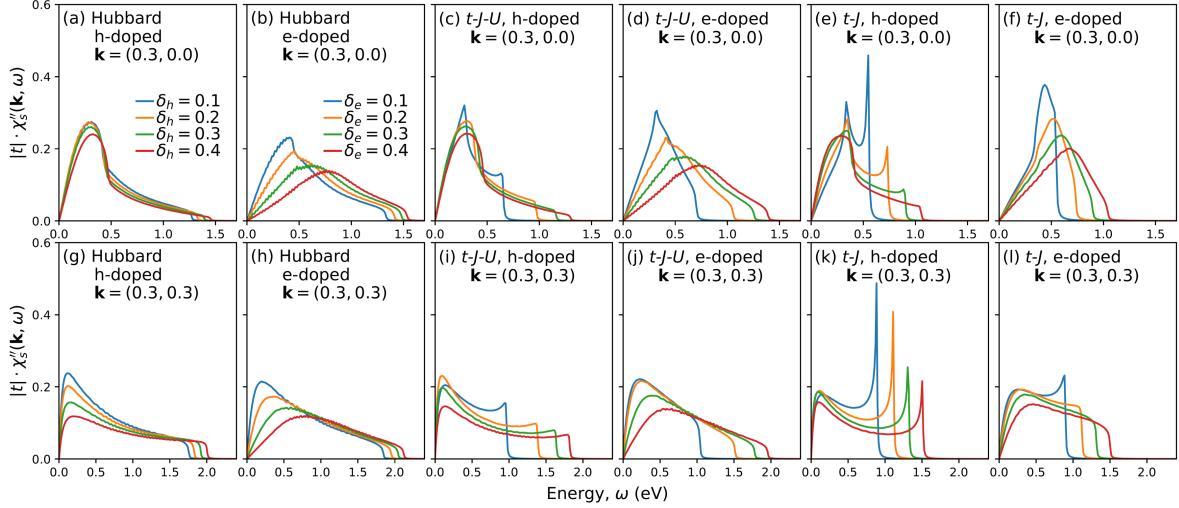 (a) Hubbard
h-doped
k = (0.3, 0.0)
δh = 0.1
δh = 0.2
δh = 0.3
δh = 0.4
(b) Hubbard
e-doped
k = (0.3, 0.0)
δe = 0.1
δe = 0.2
δe = 0.3
δe = 0.4
(c) t-J-U, h-doped
k = (0.3, 0.0)
(d) t-J-U, e-doped
k = (0.3, 0.0)
(e) t-J, h-doped
k = (0.3, 0.0)
(f) t-J, e-doped
k = (0.3, 0.0)
|t| · χs″(k, ω)
0.6
0.4
0.2
0.0
0.0 0.5 1.0 1.5
0.0 0.5 1.0 1.5
0.0 0.5 1.0 1.5
0.0 0.5 1.0 1.5
0.0 0.5 1.0 1.5
0.0 0.5 1.0 1.5
(g) Hubbard
h-doped
k = (0.3, 0.3)
(h) Hubbard
e-doped
k = (0.3, 0.3)
(i) t-J-U, h-doped
k = (0.3, 0.3)
(j) t-J-U, e-doped
k = (0.3, 0.3)
(k) t-J, h-doped
k = (0.3, 0.3)
(l) t-J, e-doped
k = (0.3, 0.3)
|t| · χs″(k, ω)
0.6
0.4
0.2
0.0
0.0 0.5 1.0 1.5 2.0
0.0 0.5 1.0 1.5 2.0
0.0 0.5 1.0 1.5 2.0
0.0 0.5 1.0 1.5 2.0
0.0 0.5 1.0 1.5 2.0
0.0 0.5 1.0 1.5 2.0
Energy, ω (eV)